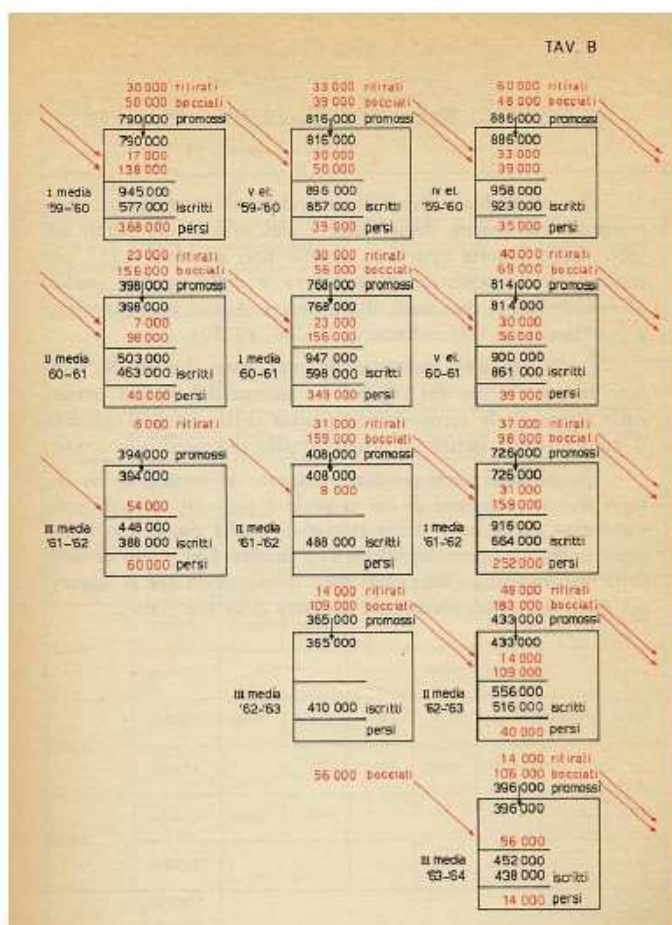 TAV. B
30 000 ritirati
50 000 bocciati
790 000 promossi
790 000
17 000
138 000
I media
'59-'60
945 000
577 000 iscritti
368 000 persi
33 000 ritirati
39 000 bocciati
816 000 promossi
816 000
30 000
50 000
V el.
'59-'60
896 000
857 000 iscritti
39 000 persi
60 000 ritirati
48 000 bocciati
886 000 promossi
886 000
33 000
39 000
IV el.
'59-'60
958 000
923 000 iscritti
35 000 persi
23 000 ritirati
156 000 bocciati
398 000 promossi
398 000
7 000
98 000
II media
60-61
503 000
463 000 iscritti
40 000 persi
30 000 ritirati
56 000 bocciati
768 000 promossi
768 000
23 000
156 000
I media
60-61
947 000
598 000 iscritti
349 000 persi
40 000 ritirati
69 000 bocciati
814 000 promossi
814 000
30 000
56 000
V el.
60-61
900 000
861 000 iscritti
39 000 persi
8 000 ritirati
394 000 promossi
394 000
54 000
III media
'61-'62
448 000
388 000 iscritti
60 000 persi
31 000 ritirati
159 000 bocciati
408 000 promossi
408 000
8 000
II media
'61-'62
488 000 iscritti
persi
37 000 ritirati
98 000 bocciati
726 000 promossi
726 000
31 000
159 000
I media
'61-'62
916 000
664 000 iscritti
252 000 persi
14 000 ritirati
109 000 bocciati
365 000 promossi
365 000
III media
'62-'63
410 000 iscritti
persi
ritirati
183 000 bocciati
433 000 promossi
433 000
14 000
109 000
II media
'62-'63
556 000
516 000 iscritti
40 000 persi
56 000 bocciati
14 000 ritirati
106 000 bocciati
396 000 promossi
396 000
56 000
III media
'63-'64
452 000
438 000 iscritti
14 000 persi